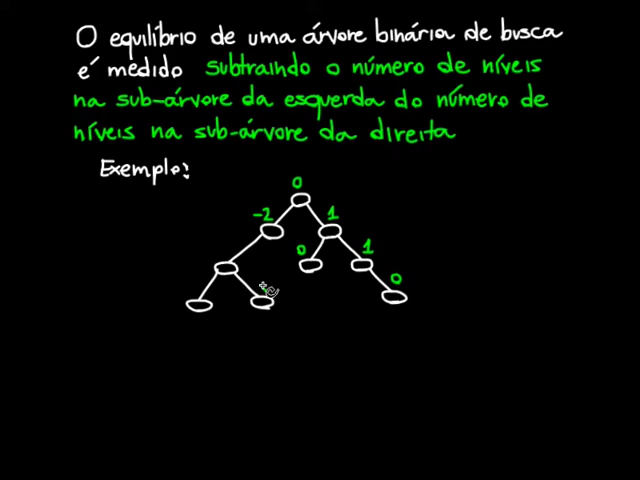 O equilíbrio de uma árvore binária de busca
é medido subtraindo o número de níveis
na sub-árvore da esquerda do número de
níveis na sub-árvore da direita
Exemplo:
0
-2 1
0 1
0